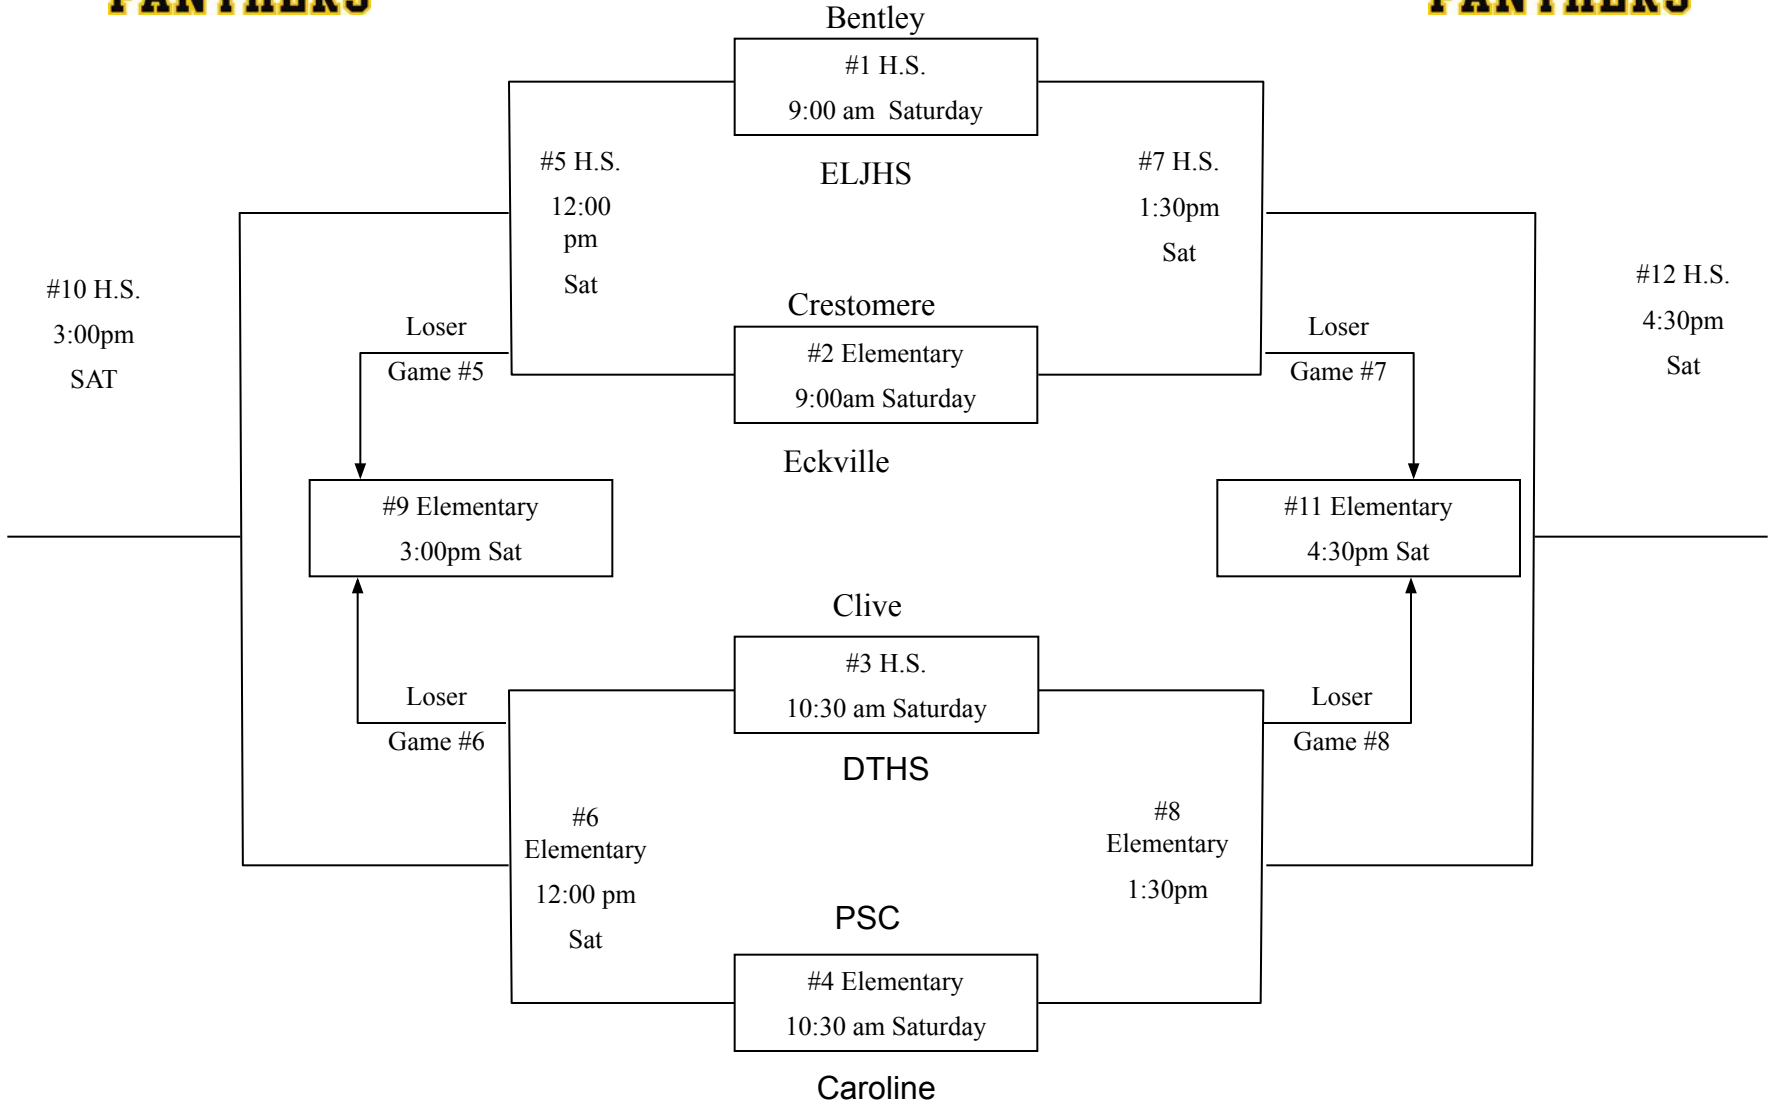 PANTHERS
PANTHERS
Bentley
#1 H.S.
9:00 am  Saturday
ELJHS
#5 H.S.
12:00
pm
Sat
#7 H.S.
1:30pm
Sat
#10 H.S.
3:00pm
SAT
#12 H.S.
4:30pm
Sat
Crestomere
#2 Elementary
9:00am Saturday
Eckville
Loser
Game #5
Loser
Game #7
#9 Elementary
3:00pm Sat
#11 Elementary
4:30pm Sat
Clive
#3 H.S.
10:30 am Saturday
DTHS
Loser
Game #6
Loser
Game #8
#6
Elementary
12:00 pm
Sat
#8
Elementary
1:30pm
PSC
#4 Elementary
10:30 am Saturday
Caroline